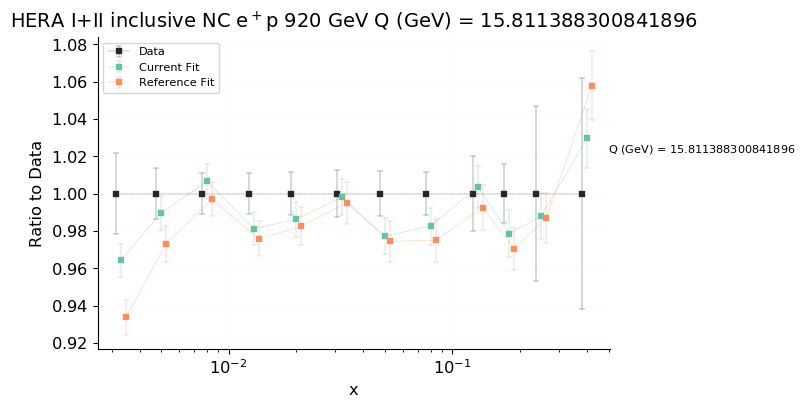 HERA I+II inclusive NC e⁺p 920 GeV Q (GeV) = 15.811388300841896
1.08
1.06
1.04
1.02
1.00
0.98
0.96
0.94
0.92
Ratio to Data
Data
Current Fit
Reference Fit
Q (GeV) = 15.811388300841896
10⁻²
10⁻¹
x